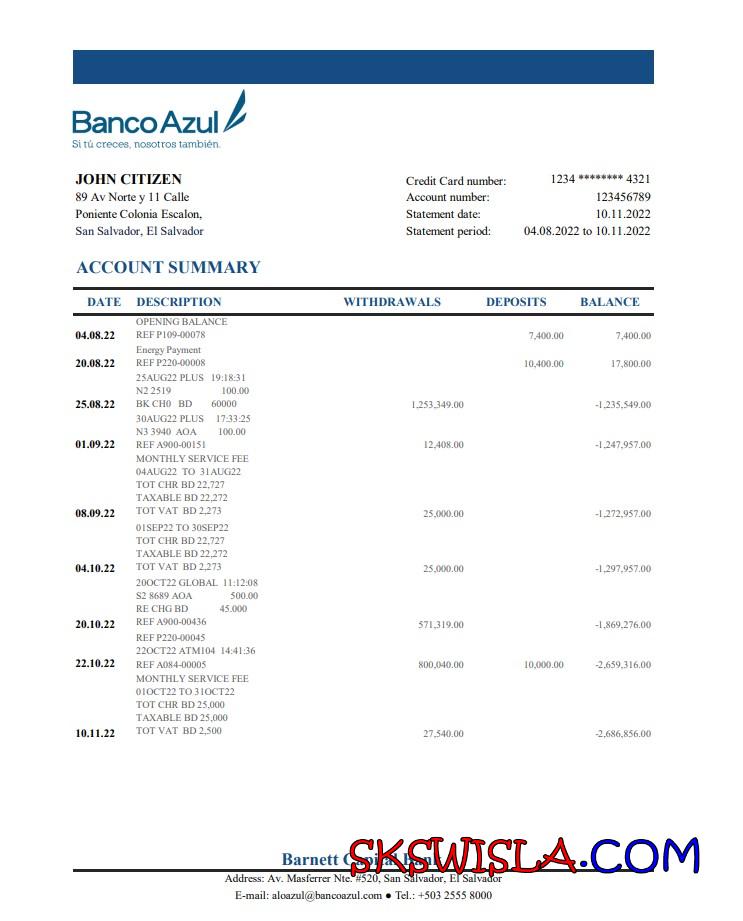 Banco Azul
Si tú creces, nosotros también.
JOHN CITIZEN
89 Av Norte y 11 Calle
Poniente Colonia Escalon,
San Salvador, El Salvador
Credit Card number: 1234 ******** 4321
Account number: 123456789
Statement date: 10.11.2022
Statement period: 04.08.2022 to 10.11.2022
ACCOUNT SUMMARY
DATE DESCRIPTION WITHDRAWALS DEPOSITS BALANCE
OPENING BALANCE
04.08.22 REF P109-00078 7,400.00 7,400.00
Energy Payment
20.08.22 REF P220-00008 10,400.00 17,800.00
25AUG22 PLUS 19:18:31
N2 2519 100.00
25.08.22 BK CH0 BD 60000 1,253,349.00 -1,235,549.00
30AUG22 PLUS 17:33:25
N3 3940 AOA 100.00
01.09.22 REF A900-00151 12,408.00 -1,247,957.00
MONTHLY SERVICE FEE
04AUG22 TO 31AUG22
TOT CHR BD 22,727
TAXABLE BD 22,272
08.09.22 TOT VAT BD 2,273 25,000.00 -1,272,957.00
01SEP22 TO 30SEP22
TOT CHR BD 22,727
TAXABLE BD 22,272
04.10.22 TOT VAT BD 2,273 25,000.00 -1,297,957.00
20OCT22 GLOBAL 11:12:08
S2 8689 AOA 500.00
RE CHG BD 45.000
20.10.22 REF A900-00436 571,319.00 -1,869,276.00
REF P220-00045
22OCT22 ATM104 14:41:36
22.10.22 REF A084-00005 800,040.00 10,000.00 -2,659,316.00
MONTHLY SERVICE FEE
01OCT22 TO 31OCT22
TOT CHR BD 25,000
TAXABLE BD 25,000
10.11.22 TOT VAT BD 2,500 27,540.00 -2,686,856.00
Barnett Capital Bank
SKSWISLA.COM
Address: Av. Masferrer Nte. #520, San Salvador, El Salvador
E-mail: aloazul@bancoazul.com ● Tel.: +503 2555 8000